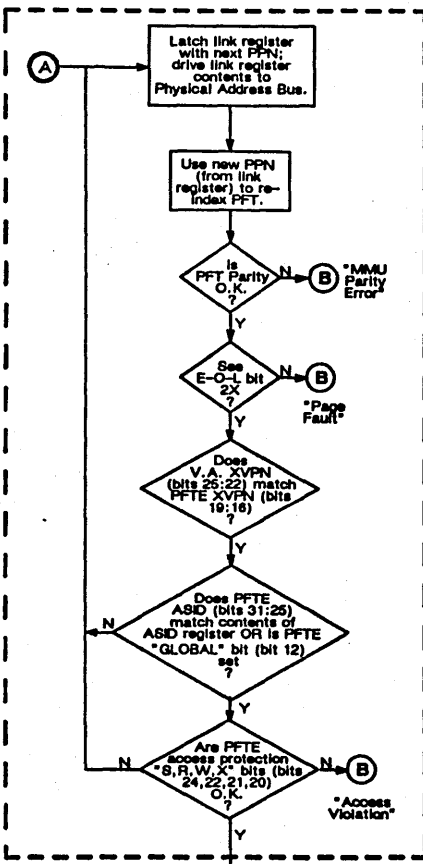 A
Latch link register
with next PPN;
drive link register
contents to
Physical Address Bus.
Use new PPN
(from link
register) to re-
index PFT.
Is
PFT Parity
O.K.
?
N
B
"MMU
Parity
Error"
Y
See
E-O-L bit
2X
?
N
B
"Page
Fault"
Y
Does
V.A. XVPN
(bits 25:22) match
PFTE XVPN (bits
19:16)
?
Y
Does PFTE
ASID (bits 31:25)
match contents of
ASID register OR is PFTE
"GLOBAL" bit (bit 12)
set
?
N
Y
Are PFTE
access protection
"S,R,W,X" bits (bits
24,22,21,20)
O.K.
?
N
N
B
"Access
Violation"
Y